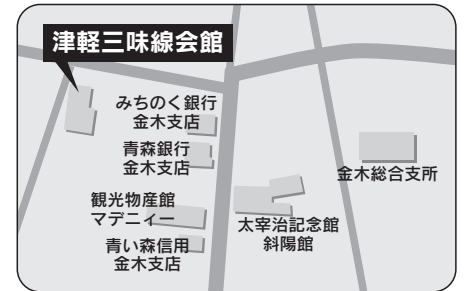 津軽三味線会館
みちのく銀行
金木支店
青森銀行
金木支店
観光物産館
マデニィー
青い森信用
金木支店
太宰治記念館
斜陽館
金木総合支所